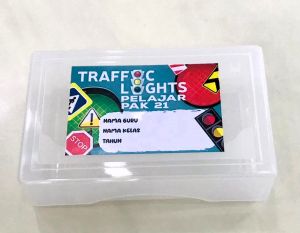 TRAFFIC
LIGHTS
PELAJAR
PAK 21
NAMA GURU
NAMA KELAS
TAHUN
STOP